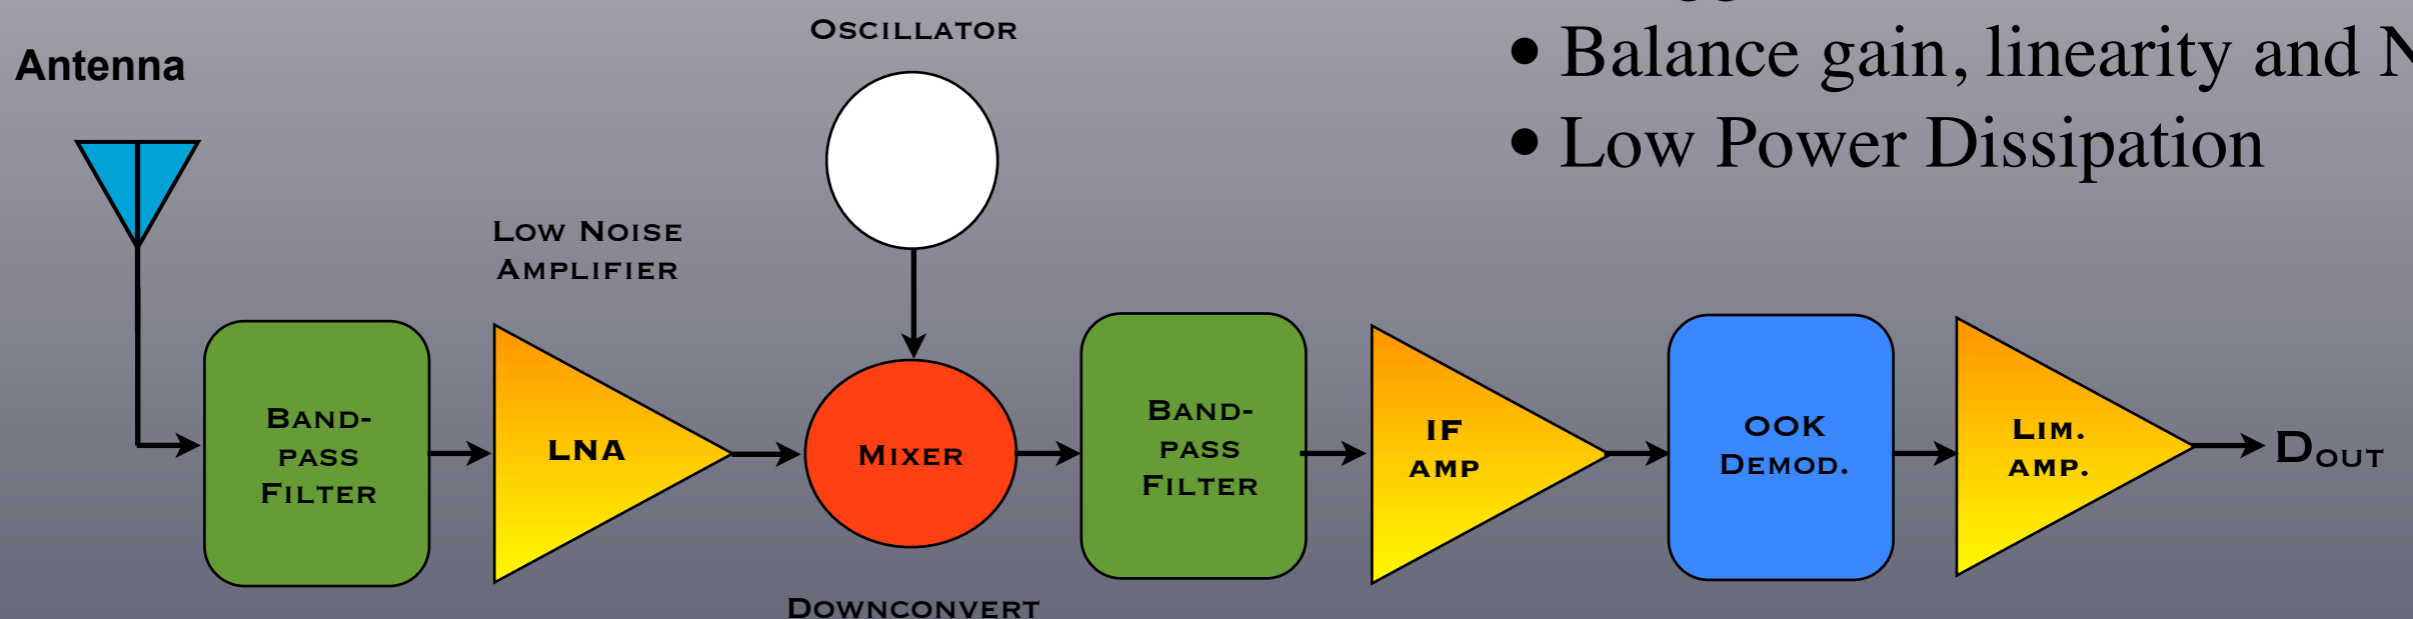 OSCILLATOR
• Balance gain, linearity and
Antenna
• Low Power Dissipation
LOW NOISE
AMPLIFIER
BAND-
PASS
FILTER
LNA
MIXER
BAND-
PASS
FILTER
IF
AMP
OOK
DEMOD.
LIM.
AMP.
DOUT
DOWNCONVERT